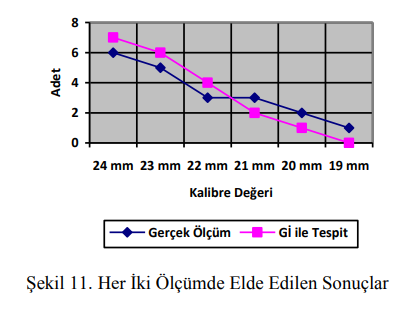 8
6
4
2
0
Adet
24 mm 23 mm 22 mm 21 mm 20 mm 19 mm
Kalibre Değeri
Gerçek Ölçüm Gİ ile Tespit
Şekil 11. Her İki Ölçümde Elde Edilen Sonuçlar